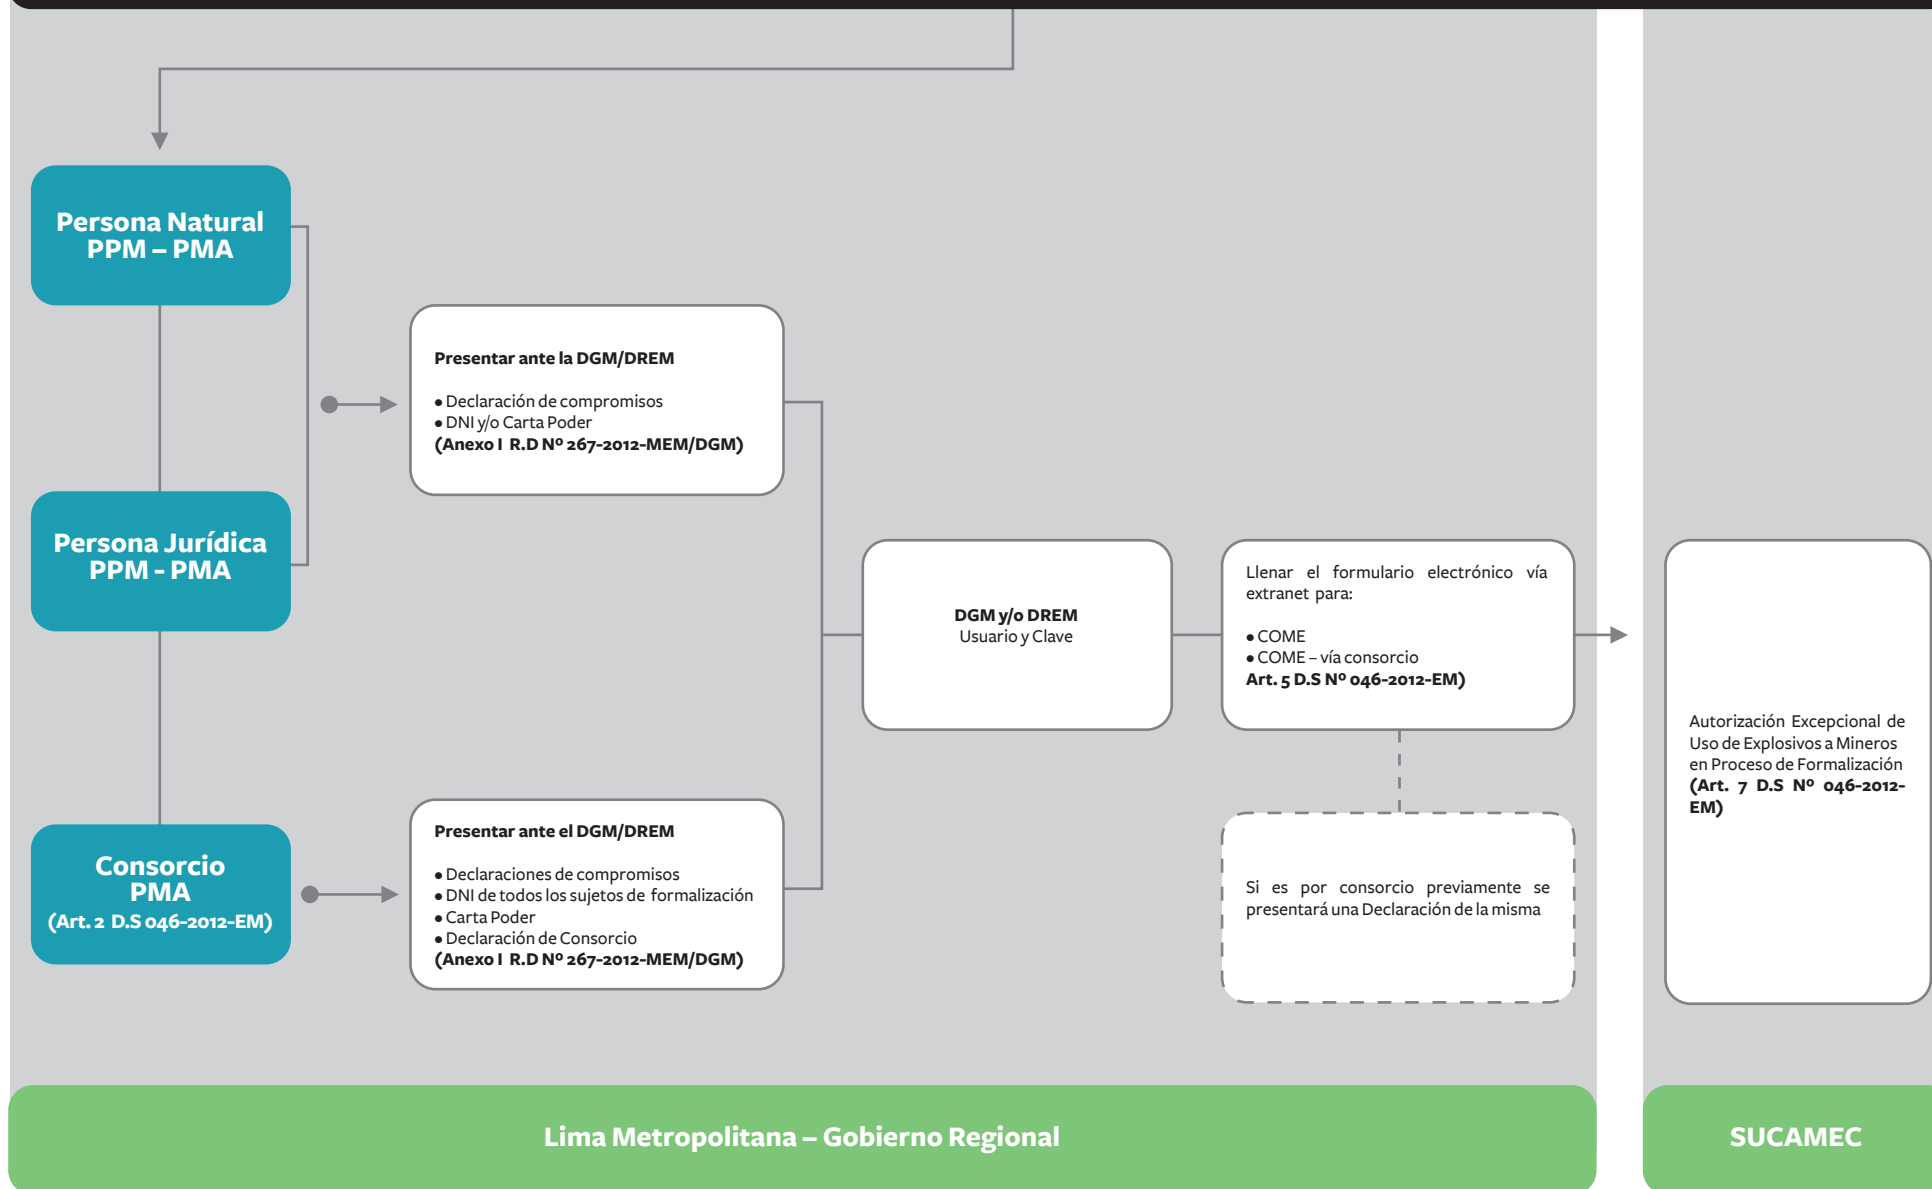 Persona Natural
PPM – PMA
Persona Jurídica
PPM - PMA
Consorcio
PMA
(Art. 2 D.S 046-2012-EM)
Presentar ante la DGM/DREM
• Declaración de compromisos
• DNI y/o Carta Poder
(Anexo I R.D Nº 267-2012-MEM/DGM)
Presentar ante el DGM/DREM
• Declaraciones de compromisos
• DNI de todos los sujetos de formalización
• Carta Poder
• Declaración de Consorcio
(Anexo I R.D Nº 267-2012-MEM/DGM)
DGM y/o DREM
Usuario y Clave
Llenar el formulario electrónico vía
extranet para:
• COME
• COME – vía consorcio
Art. 5 D.S Nº 046-2012-EM)
Si es por consorcio previamente se
presentará una Declaración de la misma
Autorización Excepcional de
Uso de Explosivos a Mineros
en Proceso de Formalización
(Art. 7 D.S Nº 046-2012-
EM)
Lima Metropolitana – Gobierno Regional
SUCAMEC